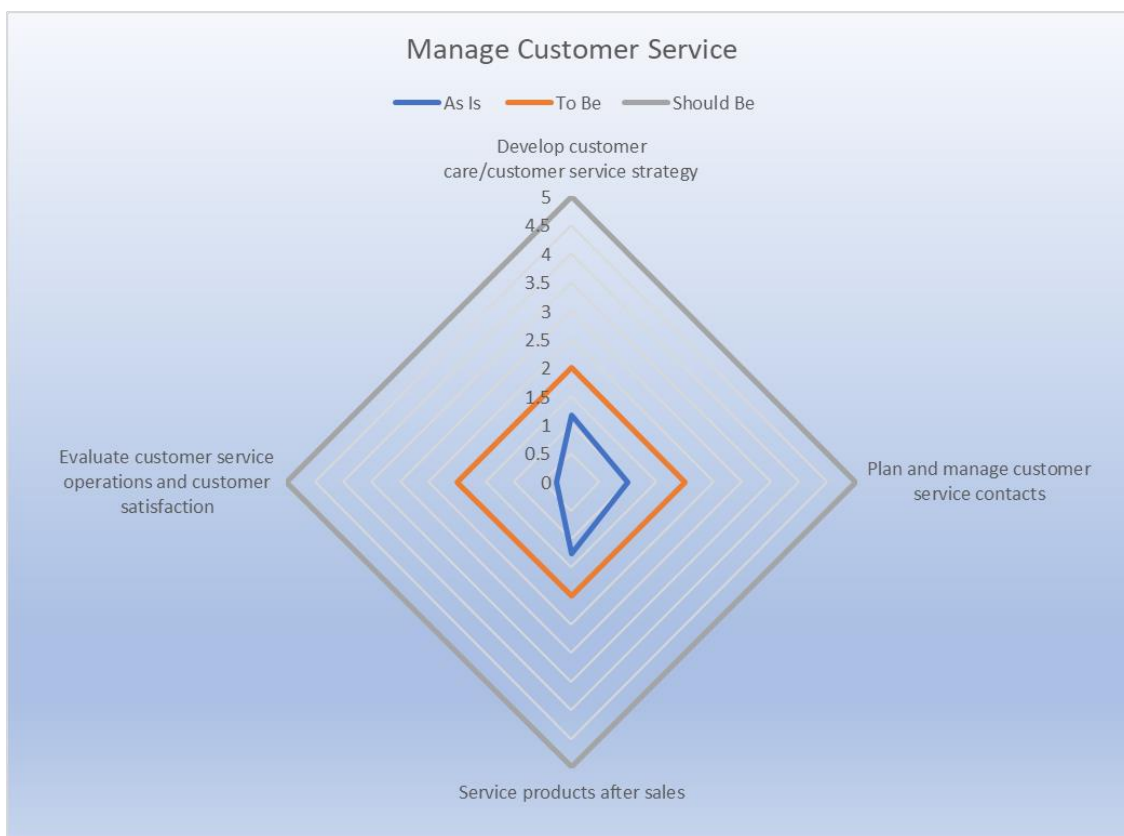 Manage Customer Service
As Is To Be Should Be
Develop customer
care/customer service strategy
5
4.5
4
3.5
3
2.5
2
1.5
1
0.5
0
Evaluate customer service
operations and customer
satisfaction
Plan and manage customer
service contacts
Service products after sales